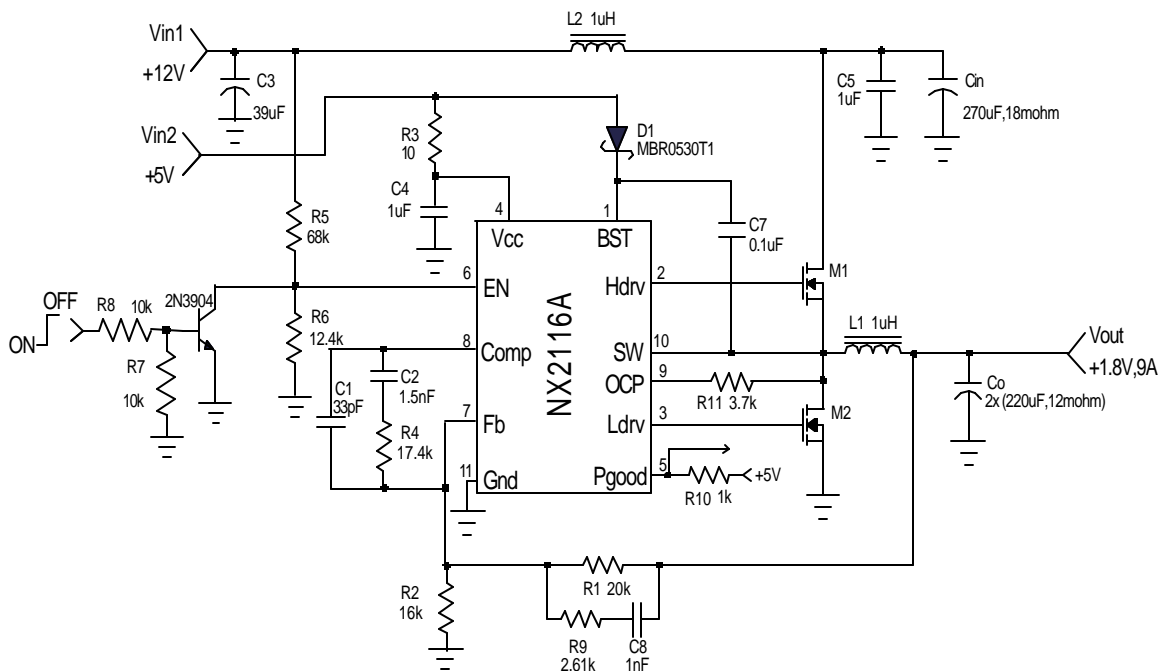 L2 1uH
Vin1
+12V
C3
39uF
C5
1uF
Cin
270uF,18mohm
Vin2
+5V
R3
10
D1
MBR0530T1
C4
1uF
4
Vcc
1
BST
C7
0.1uF
R5
68k
6
EN
2
Hdrv
M1
OFF
ON
R8
10k
2N3904
R6
12.4k
R7
10k
8
Comp
NX2116A
SW
10
L1 1uH
Vout
+1.8V,9A
OCP
9
R11 3.7k
Co
2x(220uF,12mohm)
C1
33pF
C2
1.5nF
7
Fb
R4
17.4k
Ldrv
3
M2
11
Gnd
Pgood
5
R10 1k
+5V
R2
16k
R1 20k
R9
2.61k
C8
1nF